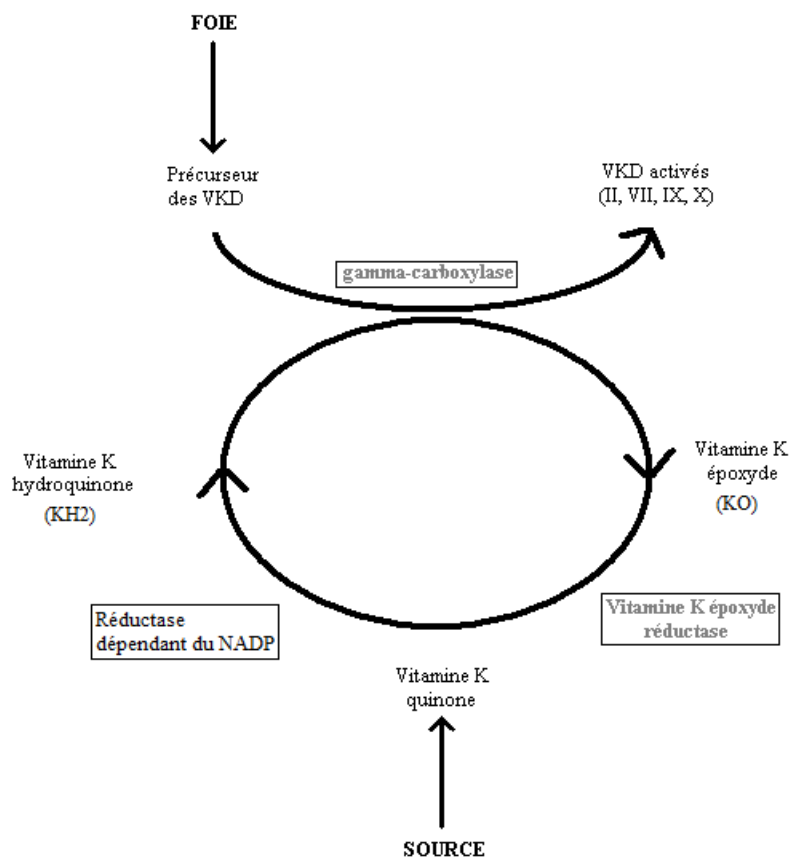 FOIE
Précurseur
des VKD
VKD activés
(II, VII, IX, X)
gamma-carboxylase
Vitamine K
hydroquinone
(KH2)
Vitamine K
époxyde
(KO)
Réductase
dépendant du NADP
Vitamine K époxyde
réductase
Vitamine K
quinone
SOURCE